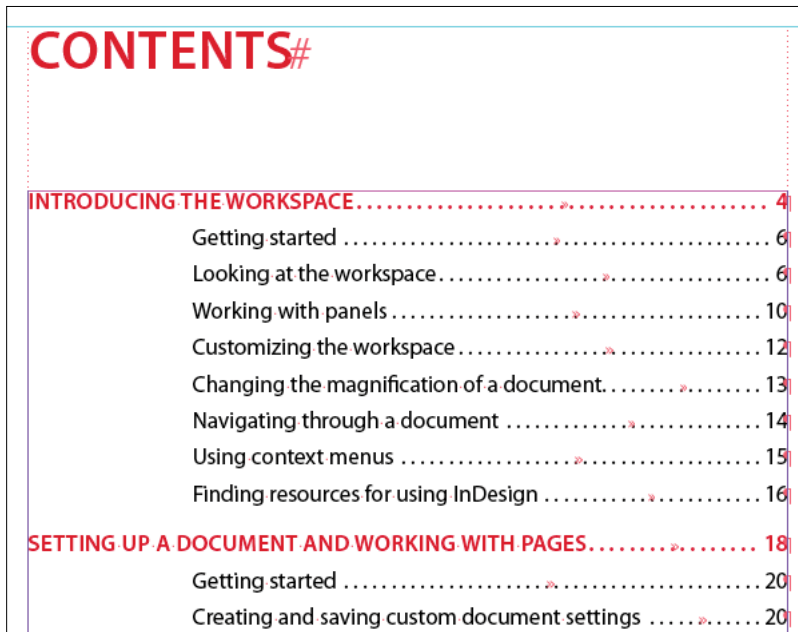 CONTENTS#
INTRODUCING THE WORKSPACE......................»..................... 4¶
Getting started ......................»..................... 6¶
Looking at the workspace.................»................ 6¶
Working with panels ...................»................... 10¶
Customizing the workspace...............»............... 12¶
Changing the magnification of a document........»........ 13¶
Navigating through a document .............»............. 14¶
Using context menus ..................».................. 15¶
Finding resources for using InDesign ...........»........... 16¶
SETTING UP A DOCUMENT AND WORKING WITH PAGES.........»........ 18¶
Getting started .....................»..................... 20¶
Creating and saving custom document settings ......»...... 20¶